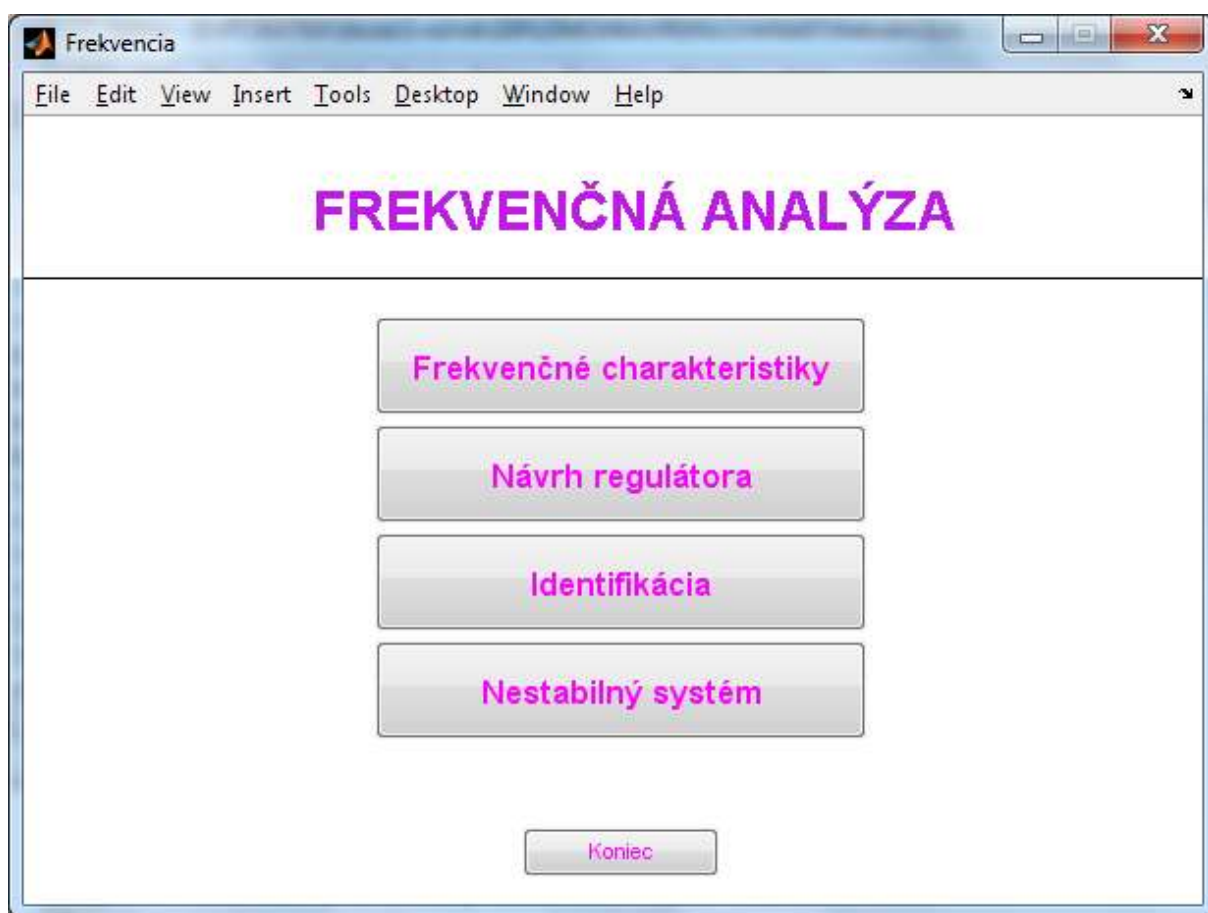 Frekvencia
File Edit View Insert Tools Desktop Window Help
FREKVENČNÁ ANALÝZA
Frekvenčné charakteristiky
Návrh regulátora
Identifikácia
Nestabilný systém
Koniec